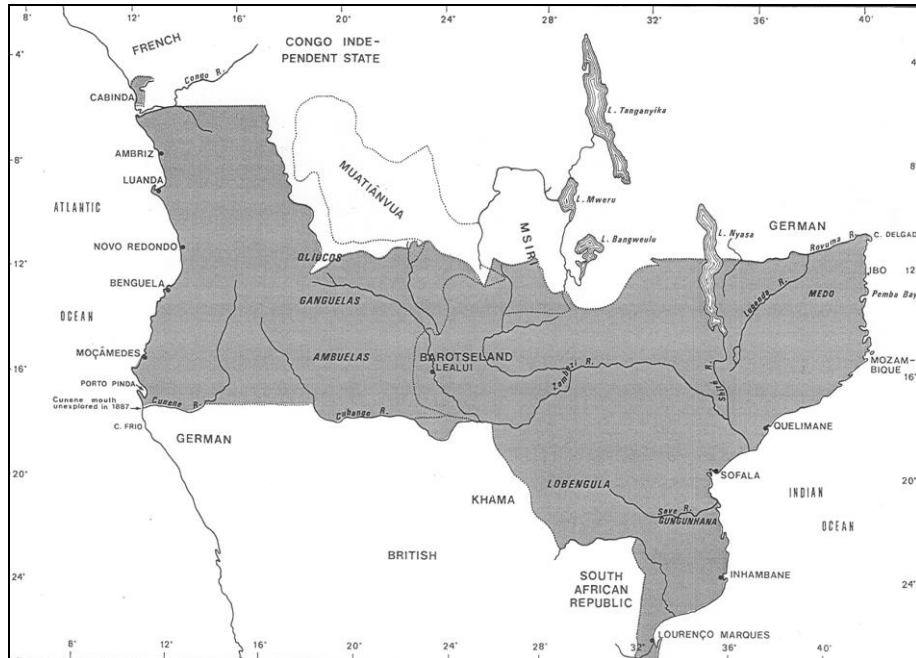 8'
12'
16'
20'
24'
28'
32'
36'
40'
4'
FRENCH
CONGO INDE-
PENDENT STATE
Congo R.
CABINDA
L. Tanganyika
AMBRIZ
8'
8
LUANDA
MUATIÂNVUA
L. Mweru
ATLANTIC
MSIRI
L. Nyasa
GERMAN
Rovuma R.
C. DELGAD
NOVO REDONDO
L. Bangweulu
QUIOCOS
12'
12
IBO
BENGUELA
GANGUELAS
Lugenda R.
MEDO
Pemba Bay
OCEAN
MOÇÂMEDES
AMBUELAS
BAROTSELAND
LEALUI
Zambezi R.
Shire R.
MOZAM-
BIQUE
16'
16'
PORTO PINDA
Cunene mouth
unexplored in 1887
Cunene R.
Cubango R.
C. FRIO
GERMAN
QUELIMANE
20'
20'
KHAMA
LOBENGULA
SOFALA
INDIAN
Save R.
GUNGUNHANA
OCEAN
BRITISH
24'
24'
SOUTH
AFRICAN
REPUBLIC
INHAMBANE
8'
12'
16'
20'
24'
28'
32'
LOURENÇO MARQUES
36'
40'